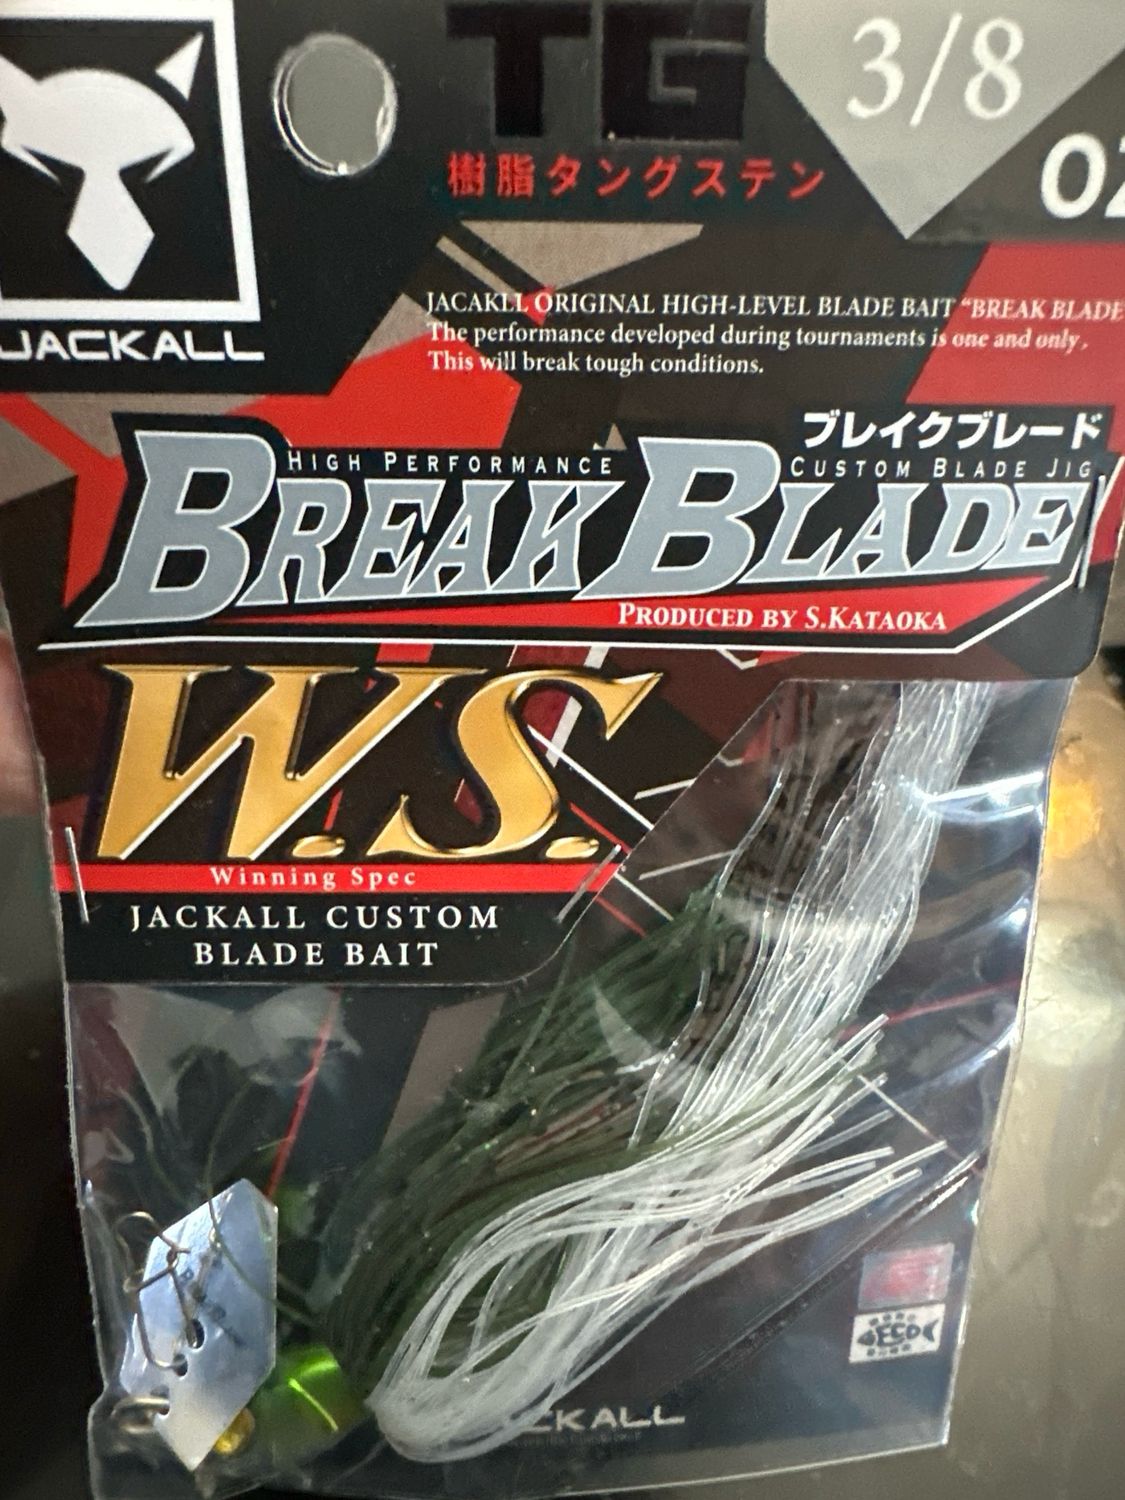 TG
3/8
樹脂タングステン
OZ
JACKALL
JACAKLL ORIGINAL HIGH-LEVEL BLADE BAIT “BREAK BLADE
The performance developed during tournaments is one and only.
This will break tough conditions.
ブレイクブレード
HIGH PERFORMANCE
CUSTOM BLADE JIG
BREAK BLADE
PRODUCED BY S.KATAOKA
W.S.
Winning Spec
JACKALL CUSTOM
BLADE BAIT
ECO
CKALL